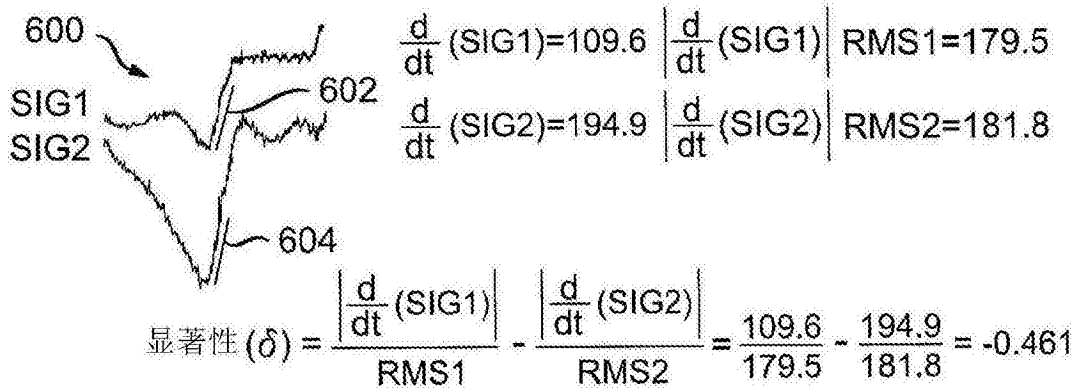 600
SIG1
SIG2
602
604
d/dt (SIG1)=109.6 |d/dt (SIG1)| RMS1=179.5
d/dt (SIG2)=194.9 |d/dt (SIG2)| RMS2=181.8
显著性(δ) = |d/dt (SIG1)|/RMS1 - |d/dt (SIG2)|/RMS2 = 109.6/179.5 - 194.9/181.8 = -0.461